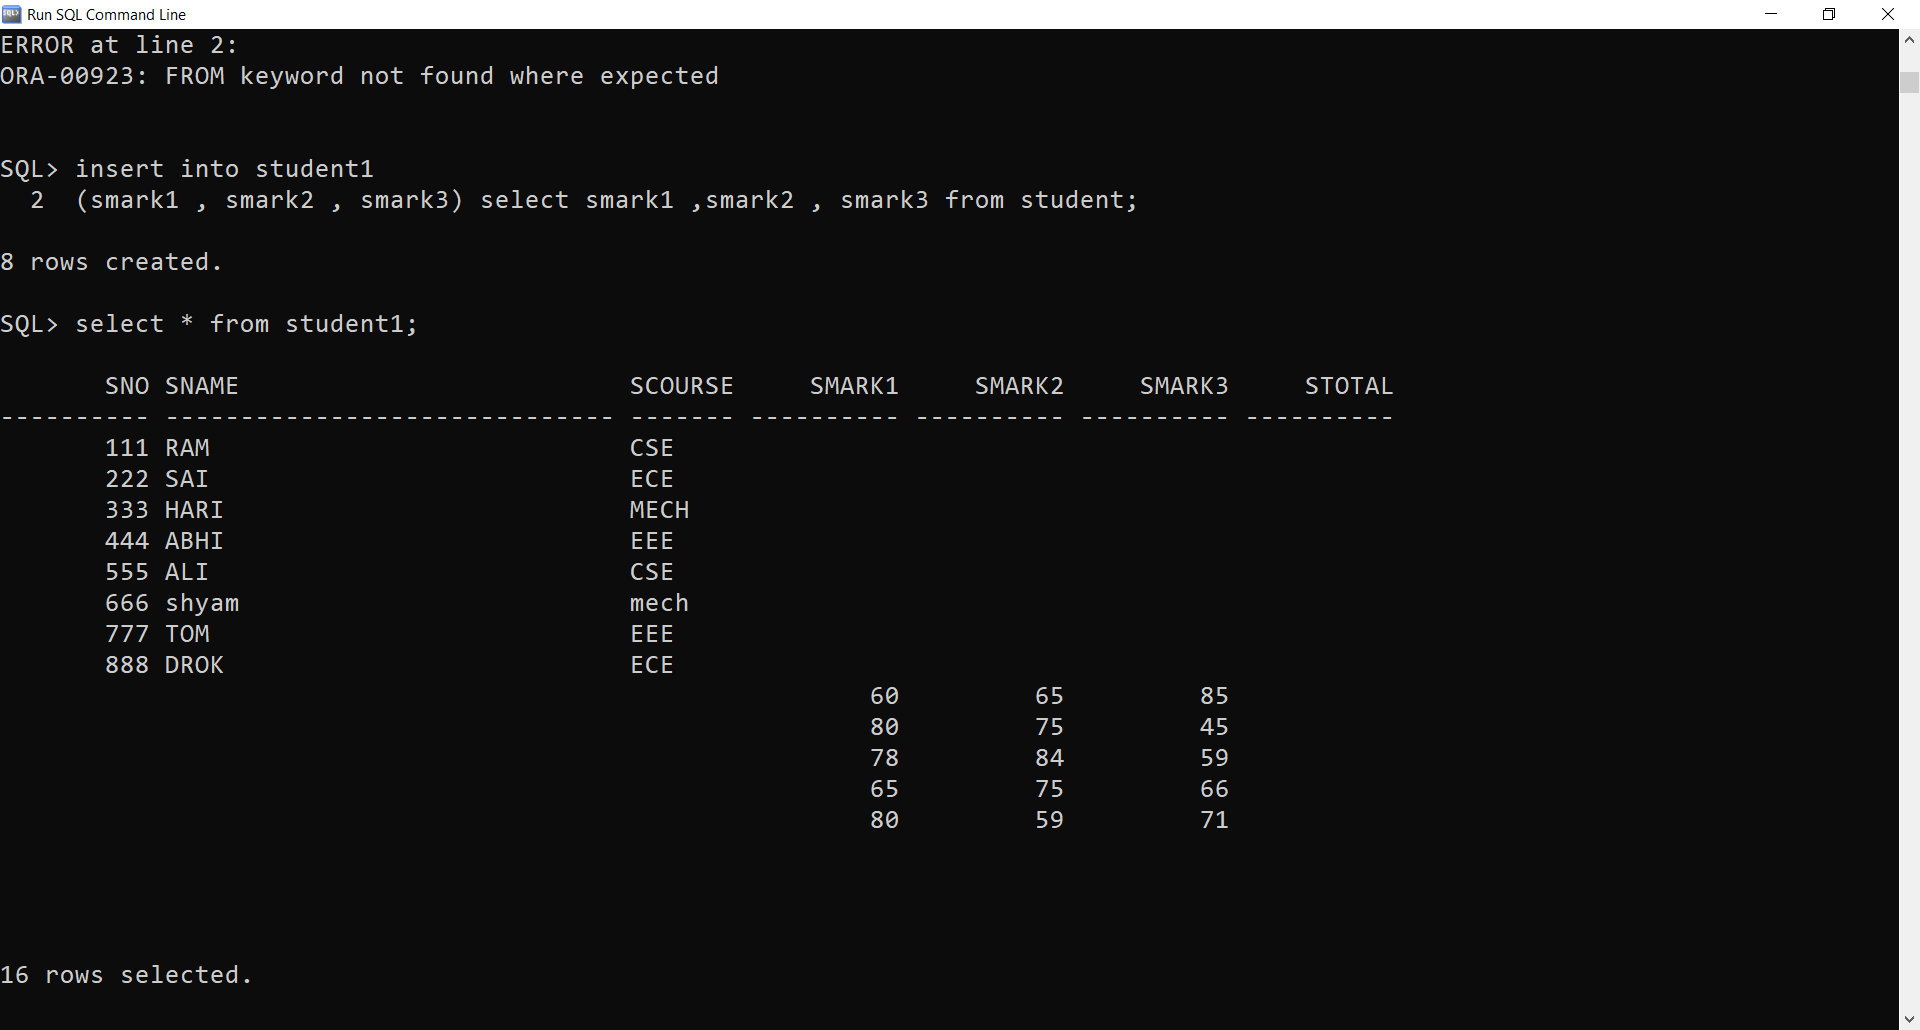 Run SQL Command Line
ERROR at line 2:
ORA-00923: FROM keyword not found where expected
SQL> insert into student1
  2  (smark1 , smark2 , smark3) select smark1 ,smark2 , smark3 from student;
8 rows created.
SQL> select * from student1;
       SNO SNAME                          SCOURSE     SMARK1     SMARK2     SMARK3     STOTAL
---------- ------------------------------ ------- ---------- ---------- ---------- ----------
       111 RAM                            CSE
       222 SAI                            ECE
       333 HARI                           MECH
       444 ABHI                           EEE
       555 ALI                            CSE
       666 shyam                          mech
       777 TOM                            EEE
       888 DROK                           ECE
                                                          60         65         85
                                                          80         75         45
                                                          78         84         59
                                                          65         75         66
                                                          80         59         71
16 rows selected.